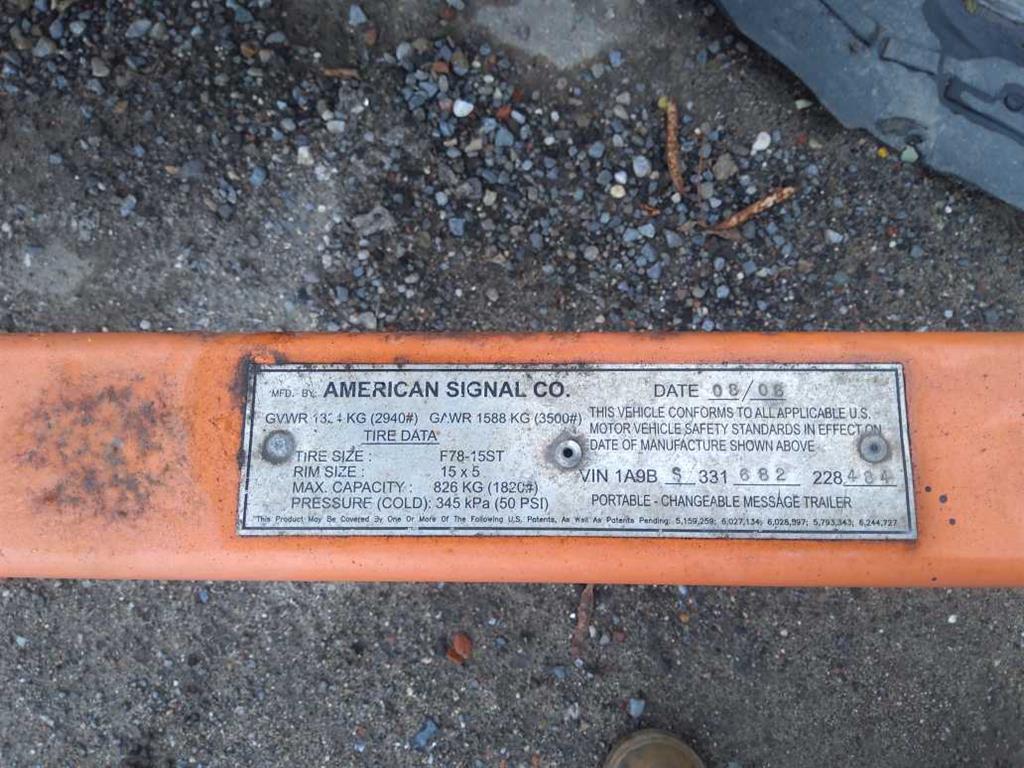 MFD. BY: AMERICAN SIGNAL CO. DATE 08/08
GVWR KG (2940#) GAWR 1588 KG (3500#)
TIRE DATA
TIRE SIZE : F78-15ST
RIM SIZE : 15 x 5
MAX. CAPACITY : 826 KG (1820#)
PRESSURE (COLD): 345 kPa (50 PSI)
THIS VEHICLE CONFORMS TO ALL APPLICABLE U.S.
MOTOR VEHICLE SAFETY STANDARDS IN EFFECT ON
DATE OF MANUFACTURE SHOWN ABOVE
VIN 1A9B S 331 682 228
PORTABLE - CHANGEABLE MESSAGE TRAILER
This Product May Be Covered By One Or More Of The Following U.S. Patents, As Well As Patents Pending: 5,159,259; 6,027,134; 6,028,597; 5,793,343; 6,244,727